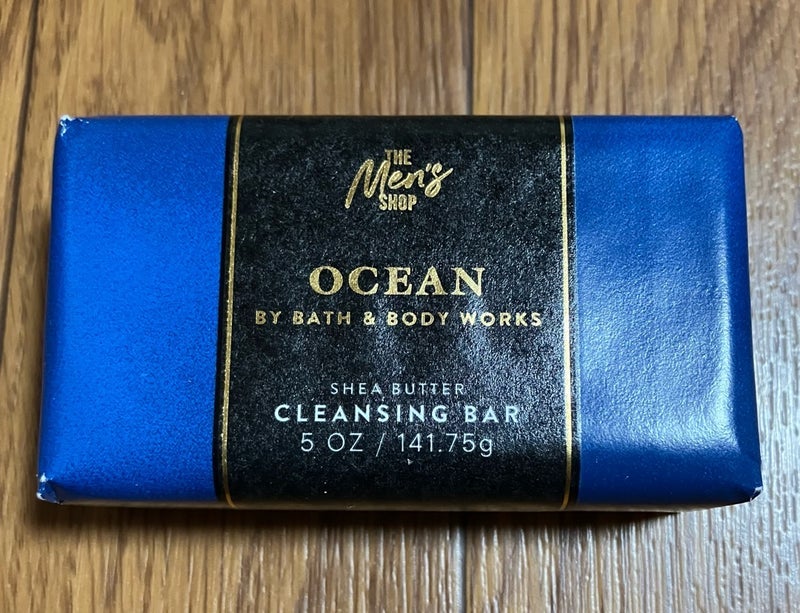 THE
Men's
SHOP
OCEAN
BY BATH & BODY WORKS
SHEA BUTTER
CLEANSING BAR
5 OZ / 141.75g